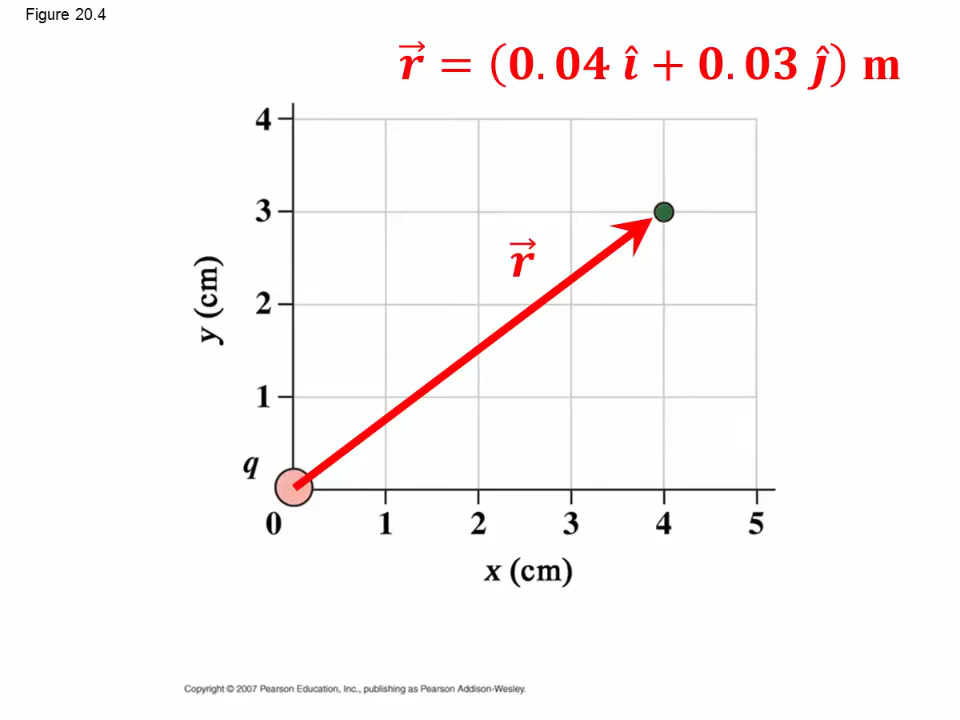 Figure 20.4
r⃗ = (0.04 î + 0.03 ĵ) m
4
3
r⃗
2
y (cm)
1
q
0 1 2 3 4 5
x (cm)
Copyright © 2007 Pearson Education, Inc., publishing as Pearson Addison-Wesley.